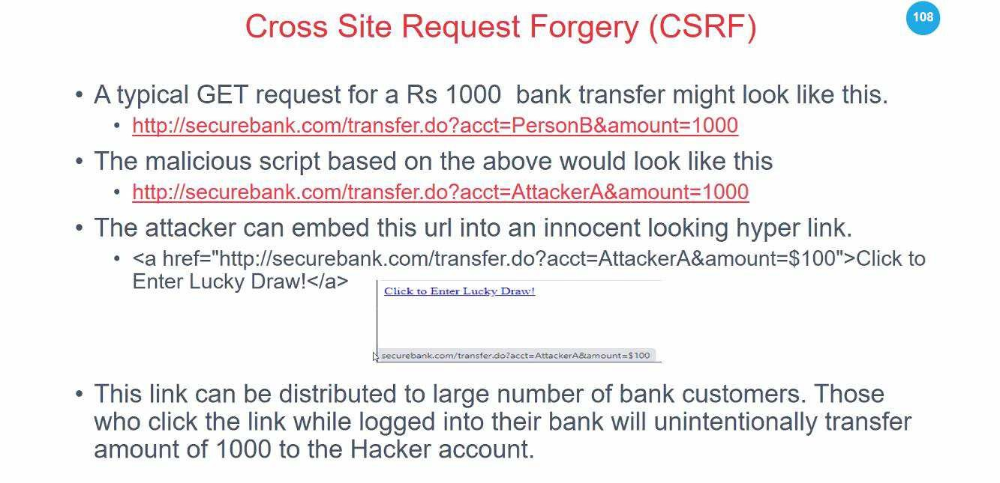 Cross Site Request Forgery (CSRF)
108
• A typical GET request for a Rs 1000 bank transfer might look like this.
• http://securebank.com/transfer.do?acct=PersonB&amount=1000
• The malicious script based on the above would look like this
• http://securebank.com/transfer.do?acct=AttackerA&amount=1000
• The attacker can embed this url into an innocent looking hyper link.
• <a href="http://securebank.com/transfer.do?acct=AttackerA&amount=$100">Click to
Enter Lucky Draw!</a>
Click to Enter Lucky Draw!
securebank.com/transfer.do?acct=AttackerA&amount=$100
• This link can be distributed to large number of bank customers. Those
who click the link while logged into their bank will unintentionally transfer
amount of 1000 to the Hacker account.